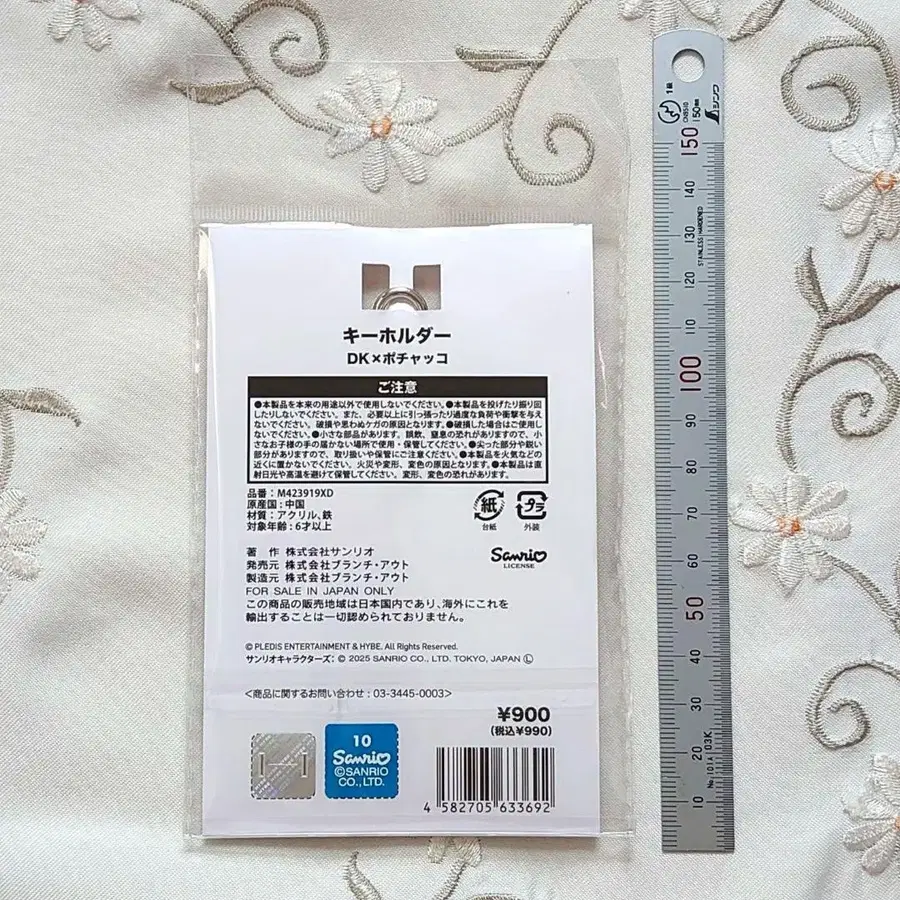 キーホルダー
DK×ポチャッコ
ご注意
●本製品を本来の用途以外で使用しないでください。●本製品を投げたり振り回
したりしないでください。また、必要以上に引っ張ったり過度な負荷や衝撃を与え
ないでください。破損や思わぬケガの原因となります。●破損した場合はご使用し
ないでください。●小さな部品があります。誤飲、窒息の恐れがありますので、小
さなお子様の手の届かない場所で使用・保管してください。●尖った部分や鋭い
部分がありますので、取り扱いや保管にご注意ください。●本製品を火気などの
近くに置かないでください。火災や変形、変色の原因となります。●本製品は直
射日光や高温を避けて保管してください。変形、変色の恐れがあります。
品番：M423919XD
原産国：中国
材質：アクリル、鉄
対象年齢：6才以上
紙
台紙
プラ
外装
著　作 株式会社サンリオ
発売元 株式会社ブランチ・アウト
製造元 株式会社ブランチ・アウト
Sanrio
LICENSE
FOR SALE IN JAPAN ONLY
この商品の販売地域は日本国内であり、海外にこれを
輸出することは一切認められておりません。
© PLEDIS ENTERTAINMENT & HYBE. All Rights Reserved.
サンリオキャラクターズ：© 2025 SANRIO CO., LTD. TOKYO, JAPAN Ⓛ
<商品に関するお問い合わせ：03-3445-0003>
¥900
(税込¥990)
10
Sanrio
©SANRIO
CO., LTD.
4 582705 633692
シンワ
1級
150mm
150
140
130
STAINLESS HARDENED
120
110
100
90
80
70
60
50
40
30
20
10